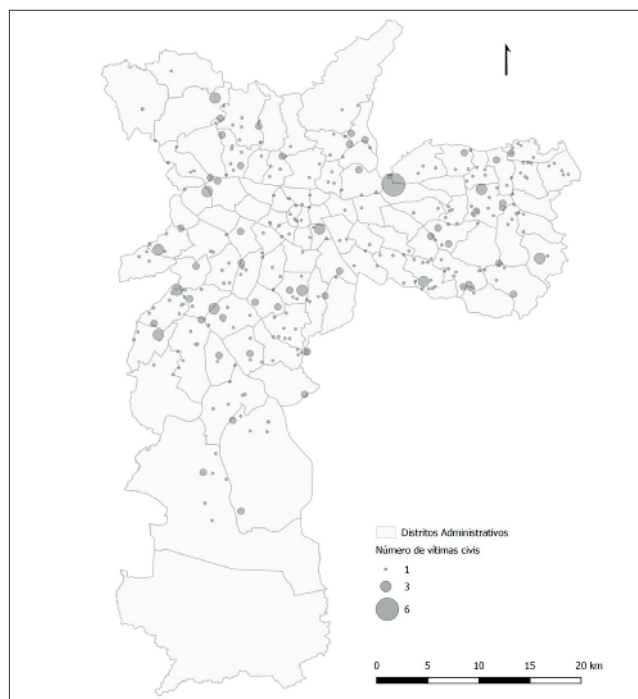 Distritos Administrativos
Número de vítimas civis
1
3
6
0 5 10 15 20 km